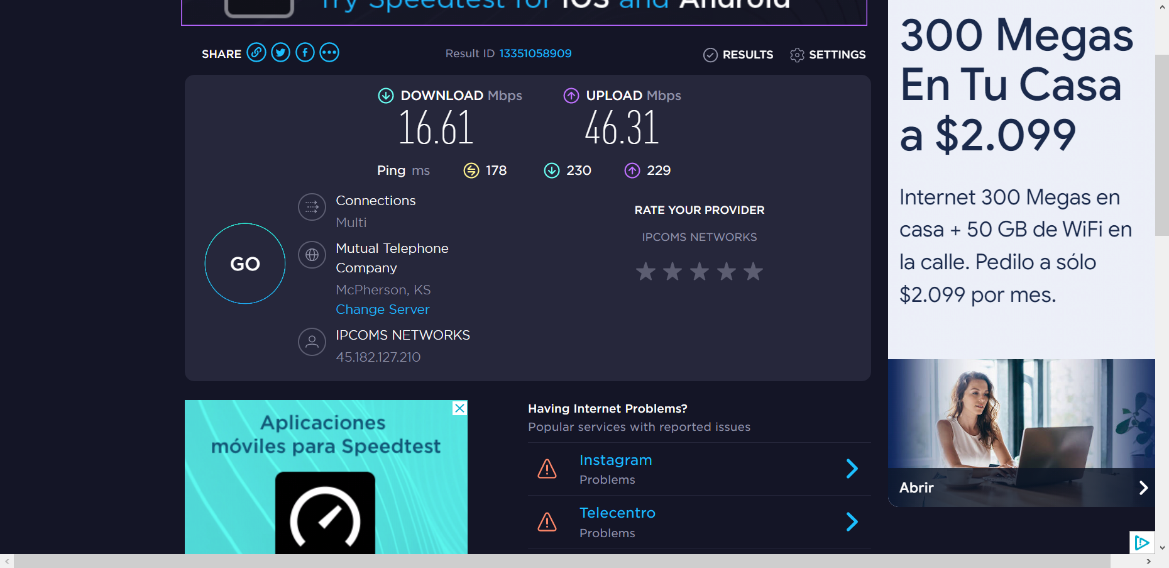 Try Speedtest for iOS and Android
SHARE
Result ID 13351058909
RESULTS
SETTINGS
DOWNLOAD Mbps
16.61
UPLOAD Mbps
46.31
Ping ms
178
230
229
GO
Connections
Multi
Mutual Telephone
Company
McPherson, KS
Change Server
IPCOMS NETWORKS
45.182.127.210
RATE YOUR PROVIDER
IPCOMS NETWORKS
Aplicaciones
móviles para Speedtest
Having Internet Problems?
Popular services with reported issues
Instagram
Problems
Telecentro
Problems
300 Megas
En Tu Casa
a $2.099
Internet 300 Megas en
casa + 50 GB de WiFi en
la calle. Pedilo a sólo
$2.099 por mes.
Abrir